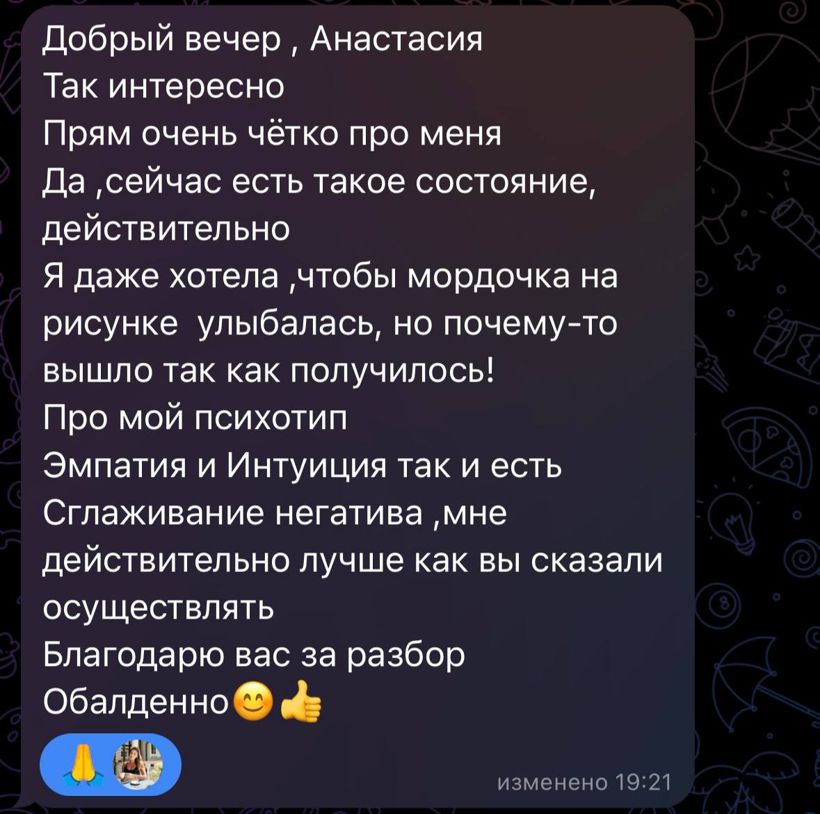 Добрый вечер , Анастасия
Так интересно
Прям очень чётко про меня
Да ,сейчас есть такое состояние,
действительно
Я даже хотела ,чтобы мордочка на
рисунке  улыбалась, но почему-то
вышло так как получилось!
Про мой психотип
Эмпатия и Интуиция так и есть
Сглаживание негатива ,мне
действительно лучше как вы сказали
осуществлять
Благодарю вас за разбор
Обалденно😊👍
изменено 19:21